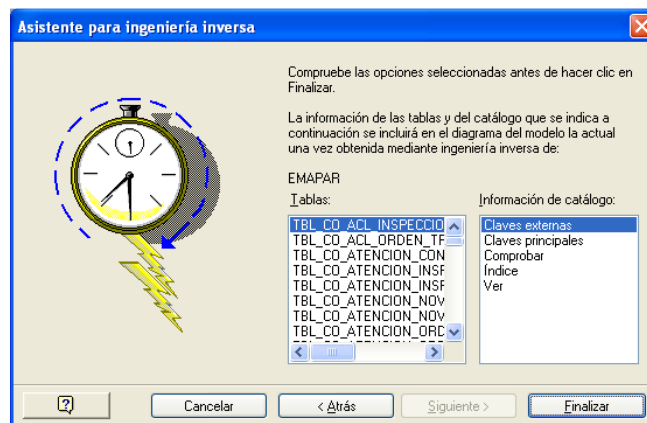 Asistente para ingeniería inversa
Compruebe las opciones seleccionadas antes de hacer clic en
Finalizar.
La información de las tablas y del catálogo que se indica a
continuación se incluirá en el diagrama del modelo la actual
una vez obtenida mediante ingeniería inversa de:
EMAPAR
Tablas:
TBL_CO_ACL_INSPECCIO
TBL_CO_ACL_ORDEN_TF
TBL_CO_ATENCION_CON
TBL_CO_ATENCION_INSF
TBL_CO_ATENCION_INSF
TBL_CO_ATENCION_NOV
TBL_CO_ATENCION_NOV
TBL_CO_ATENCION_ORD
Información de catálogo:
Claves externas
Claves principales
Comprobar
Índice
Ver
Cancelar
< Atrás
Siguiente >
Finalizar